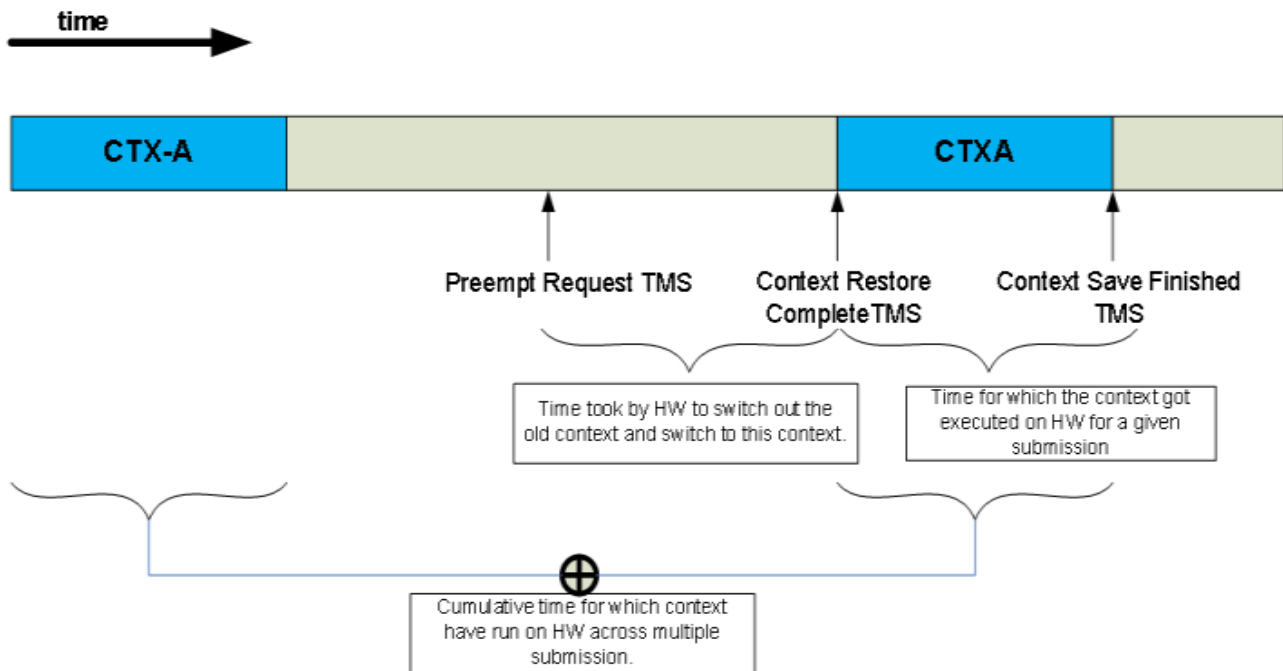 time
CTX-A
CTXA
Preempt Request TMS
Context Restore
CompleteTMS
Context Save Finished
TMS
Time took by HW to switch out the
old context and switch to this context.
Time for which the context got
executed on HW for a given
submission
Cumulative time for which context
have run on HW across multiple
submission.